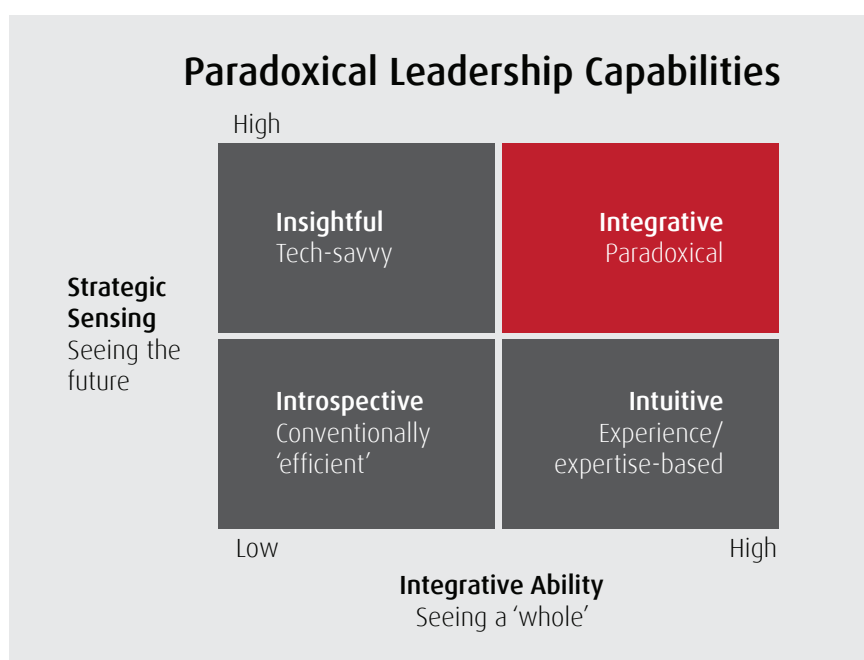 Paradoxical Leadership Capabilities
High
Insightful
Tech-savvy
Integrative
Paradoxical
Strategic
Sensing
Seeing the
future
Introspective
Conventionally
‘efficient’
Intuitive
Experience/
expertise-based
Low
High
Integrative Ability
Seeing a ‘whole’